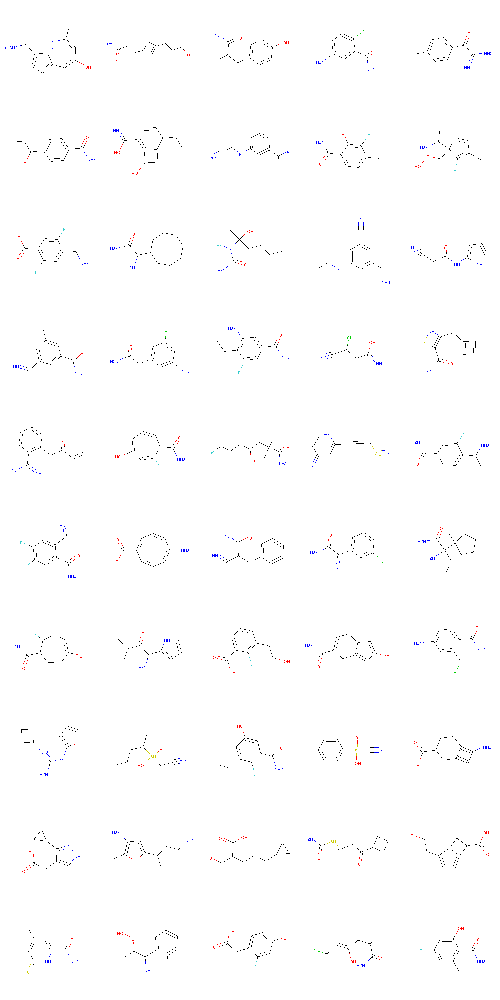 N +H3N OH
H2N O OH
H2N O OH
Cl O H2N NH2
O NH2 HN
O HO NH2
HN HO -O
N NH NH3+
HO F H2N O
+H3N O HO F
F HO O NH2 F
O H2N H2N
OH F N O H2N
N NH NH3+
N O NH NH
O HN NH2
Cl O H2N NH2
H2N O NH2 F
Cl OH N NH
NH S O H2N
O H2N NH
O HO NH2 F
F O OH NH2
NH HN S N
F H2N NH2 O
HN F O F NH2
O NH2 HO
H2N O HN
O H2N Cl HN
O H2N H2N
F H2N OH O
O NH H2N
O OH F OH
H2N OH O
O H2N NH2 Cl
O N+2 NH H2N
O SH HO N
HO O NH2 F
O SH N OH
O NH2 HO
N HO NH O
+H3N NH2 O
O OH HO
H2N SH O O
HO OH O
O NH NH2 S
HO O NH3+
OH O OH F
Cl OH O H2N
OH O F NH2